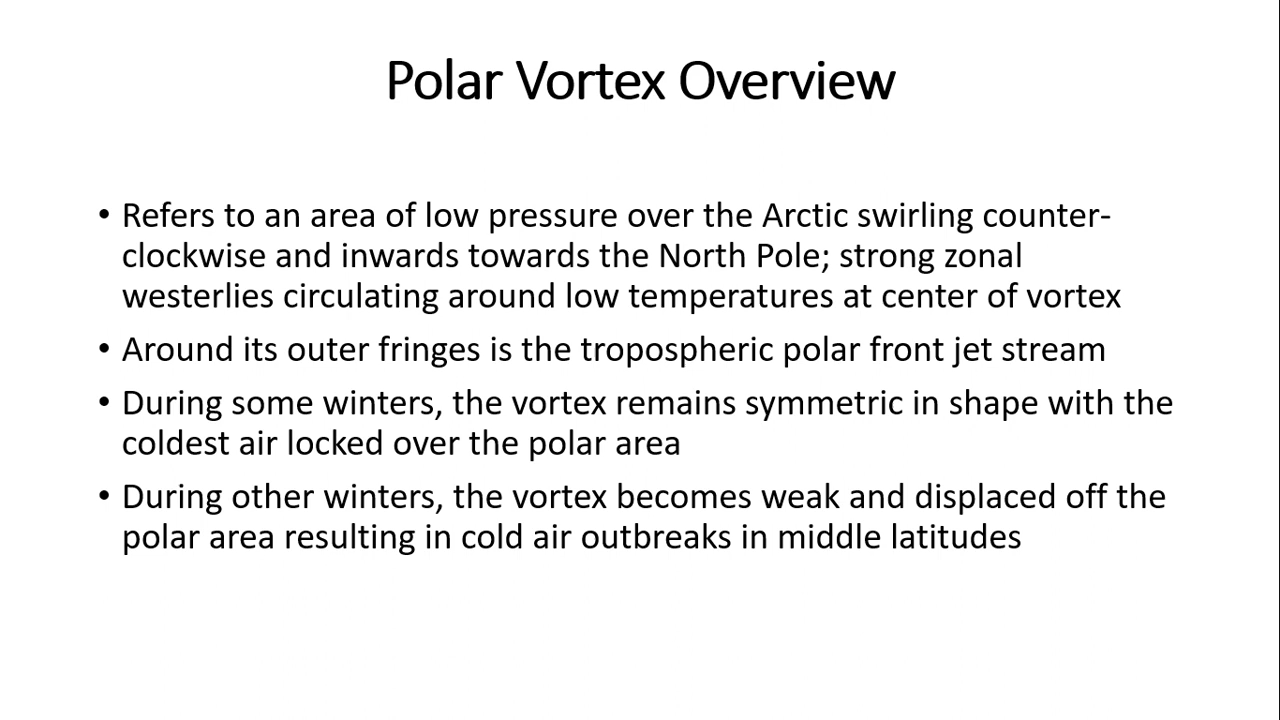 Polar Vortex Overview
• Refers to an area of low pressure over the Arctic swirling counter-
clockwise and inwards towards the North Pole; strong zonal
westerlies circulating around low temperatures at center of vortex
• Around its outer fringes is the tropospheric polar front jet stream
• During some winters, the vortex remains symmetric in shape with the
coldest air locked over the polar area
• During other winters, the vortex becomes weak and displaced off the
polar area resulting in cold air outbreaks in middle latitudes